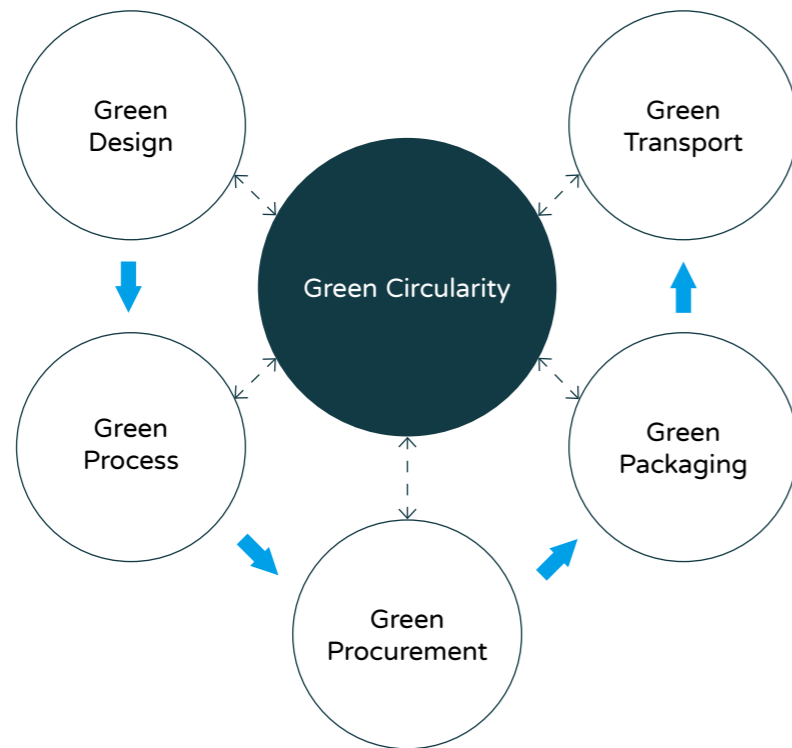 Green
Design
Green
Transport
Green Circularity
Green
Process
Green
Packaging
Green
Procurement